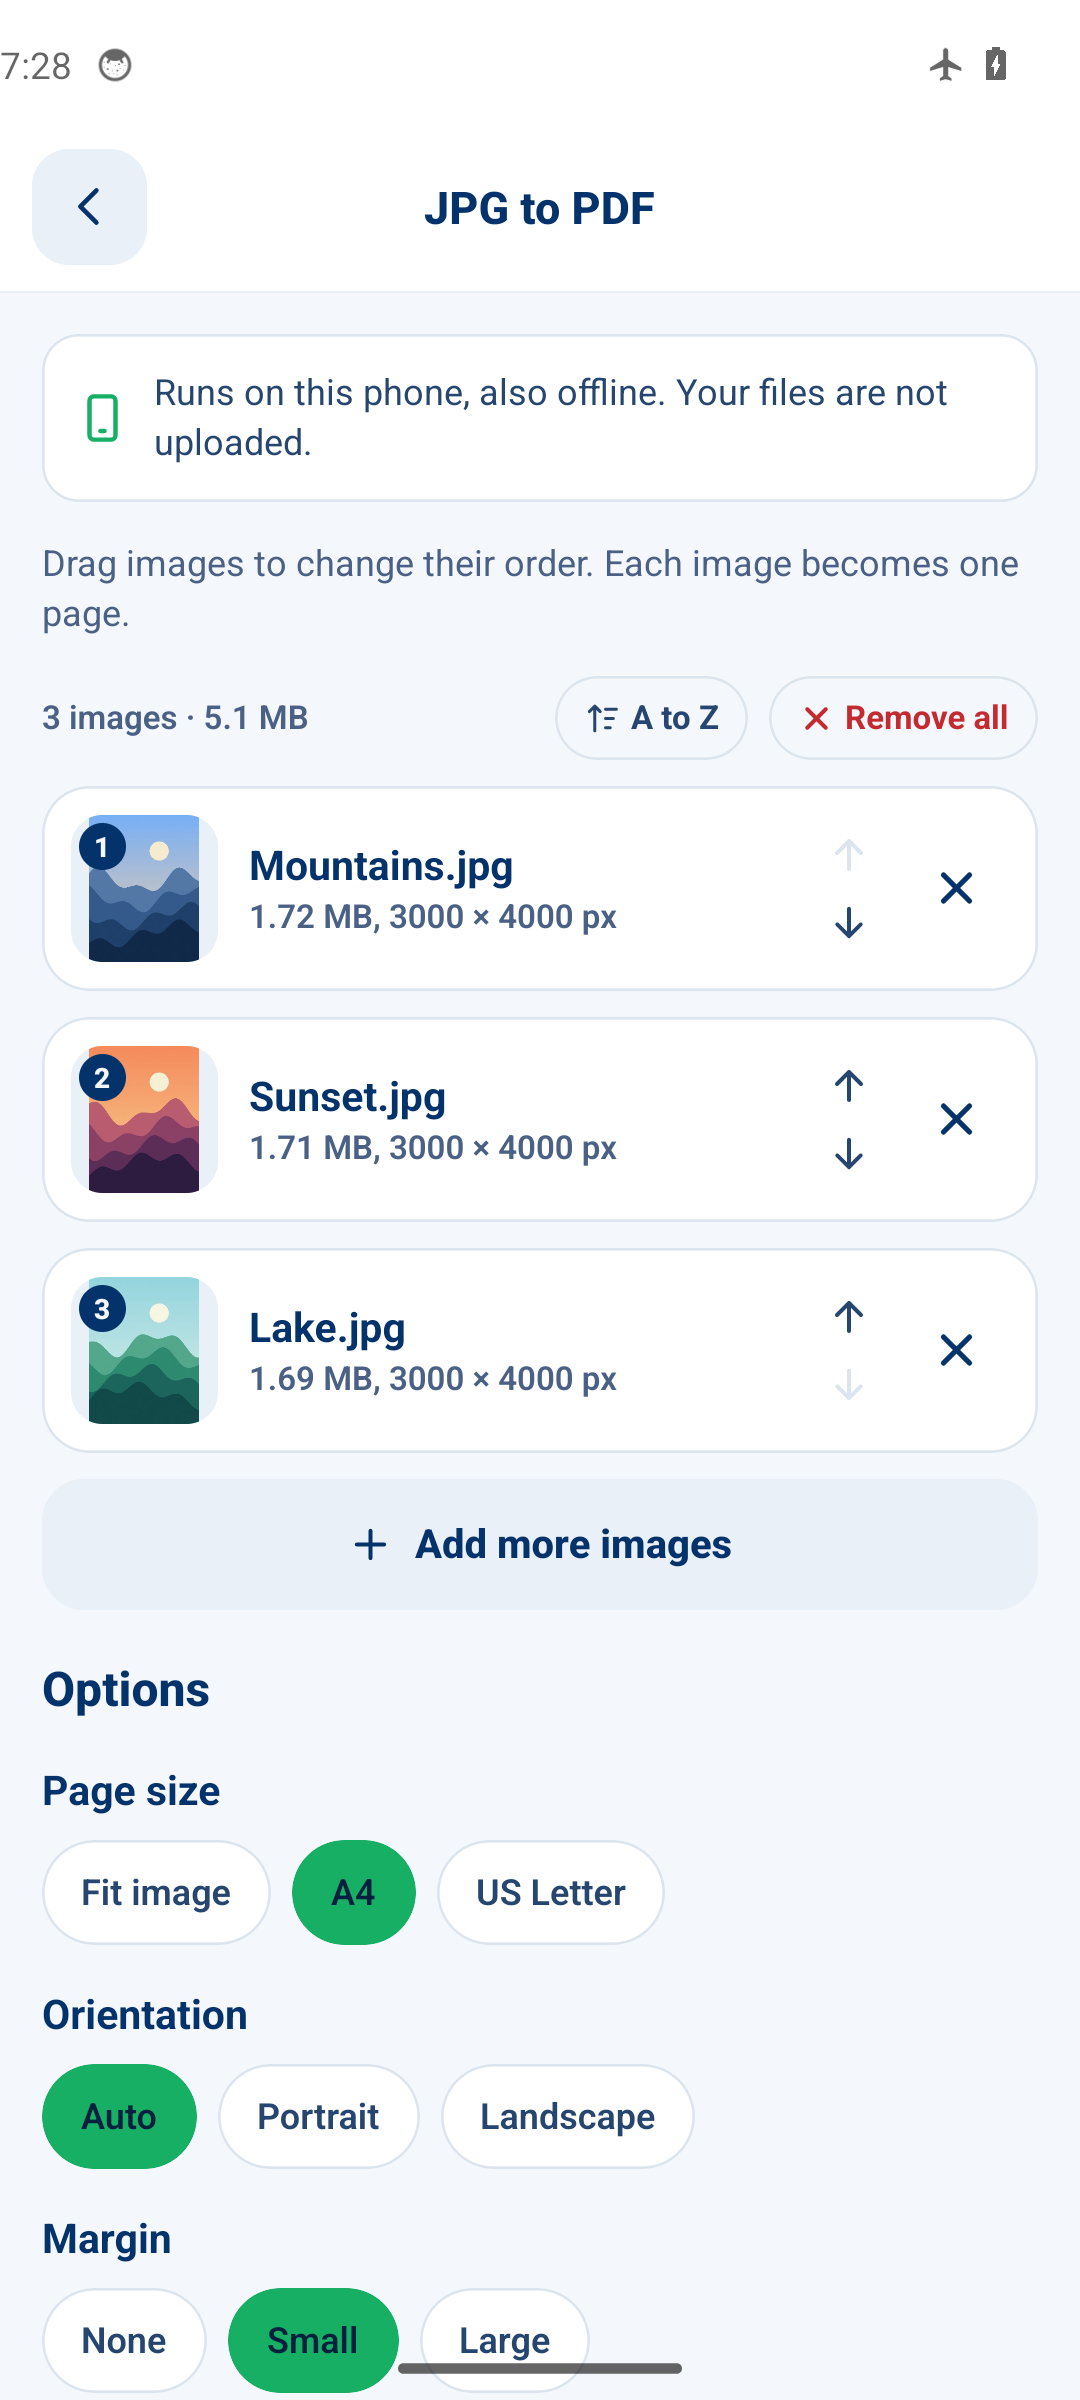 7:28
JPG to PDF
Runs on this phone, also offline. Your files are not
uploaded.
Drag images to change their order. Each image becomes one
page.
3 images · 5.1 MB
A to Z
Remove all
1
Mountains.jpg
1.72 MB, 3000 × 4000 px
2
Sunset.jpg
1.71 MB, 3000 × 4000 px
3
Lake.jpg
1.69 MB, 3000 × 4000 px
Add more images
Options
Page size
Fit image
A4
US Letter
Orientation
Auto
Portrait
Landscape
Margin
None
Small
Large